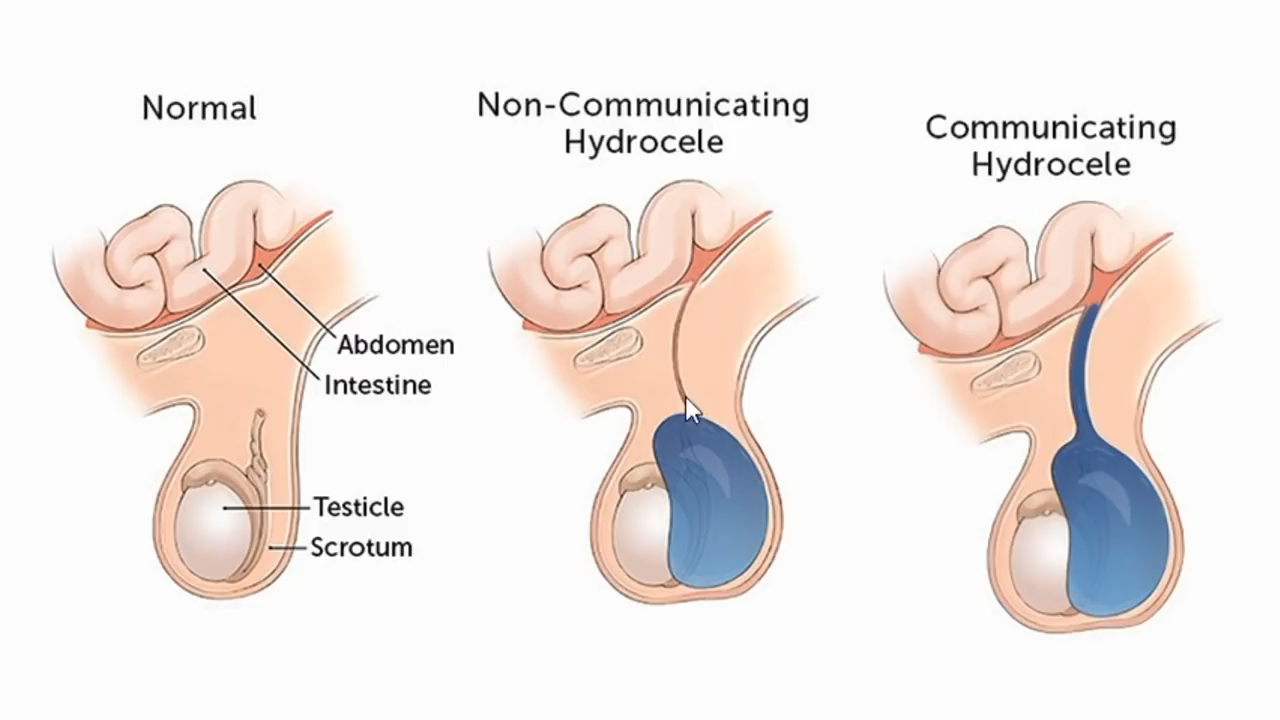 Normal
Non-Communicating
Hydrocele
Communicating
Hydrocele
Abdomen
Intestine
Testicle
Scrotum